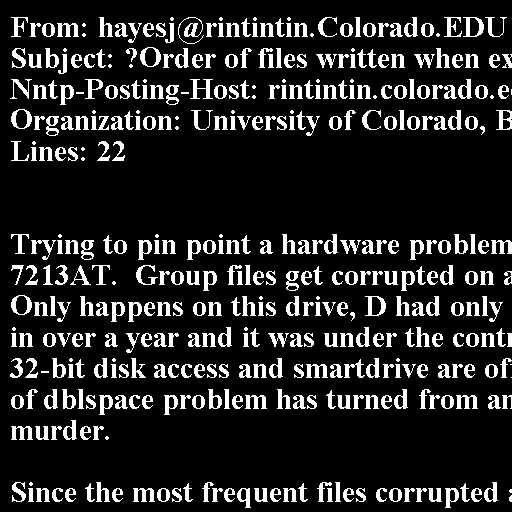 From: hayesj@rintintin.Colorado.EDU
Subject: ?Order of files written when ex
Nntp-Posting-Host: rintintin.colorado.e
Organization: University of Colorado, B
Lines: 22
Trying to pin point a hardware problem
7213AT. Group files get corrupted on a
Only happens on this drive, D had only
in over a year and it was under the contr
32-bit disk access and smartdrive are of
of dblspace problem has turned from an
murder.
Since the most frequent files corrupted a